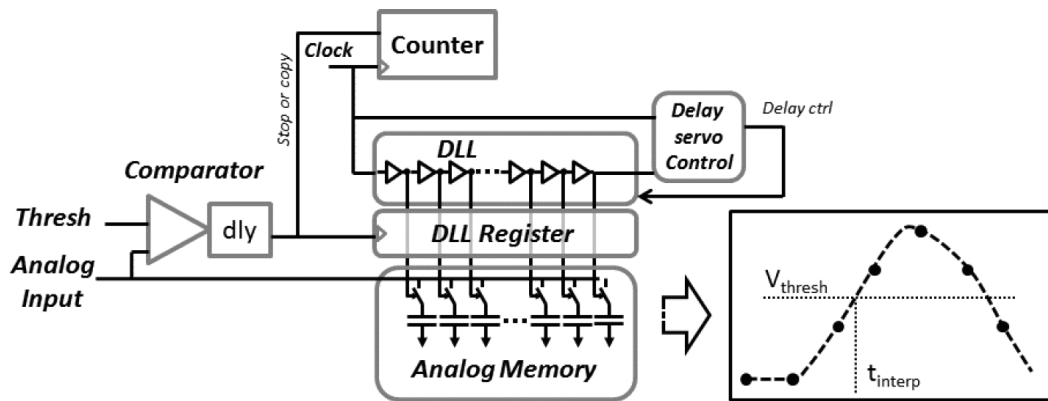 Counter
Clock
Stop or copy
Delay
servo
Control
Delay ctrl
DLL
Comparator
Thresh
dly
DLL Register
Analog
Input
Analog Memory
Vthresh
tinterp